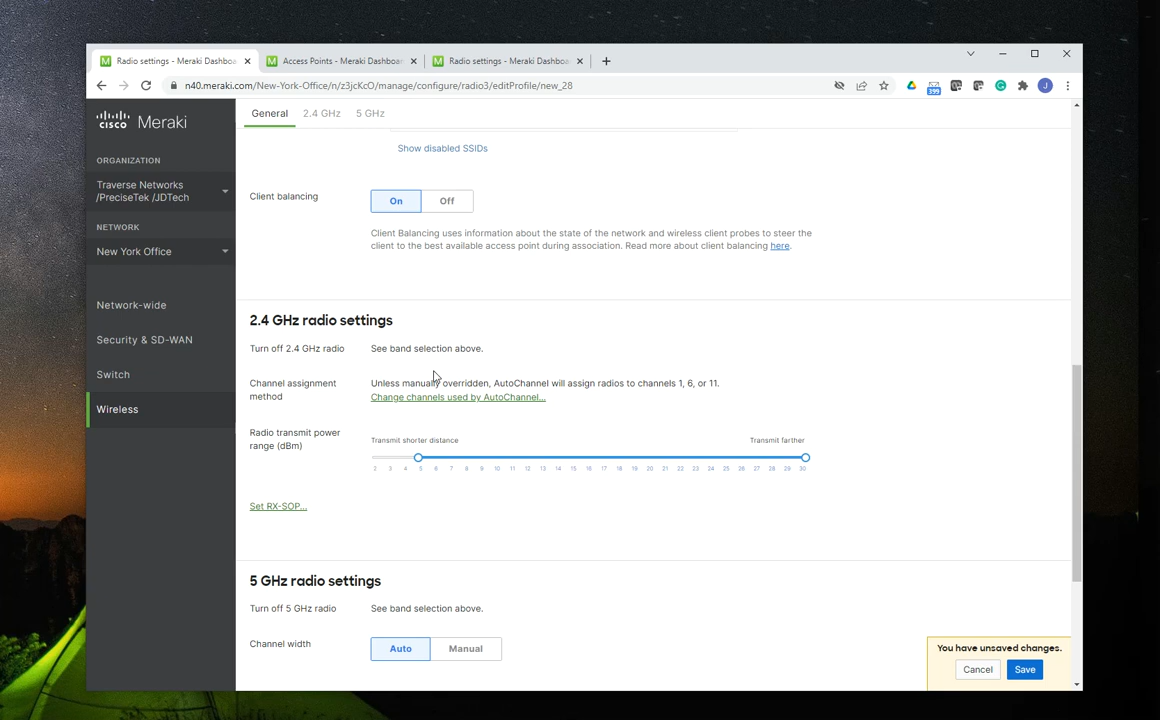 Radio settings - Meraki Dashboa
Access Points - Meraki Dashboar
Radio settings - Meraki Dashboa
n40.meraki.com/New-York-Office/n/z3jcKcO/manage/configure/radio3/editProfile/new_28
399
J
cisco Meraki
ORGANIZATION
Traverse Networks
/PreciseTek /JDTech
NETWORK
New York Office
Network-wide
Security & SD-WAN
Switch
Wireless
General 2.4 GHz 5 GHz
Show disabled SSIDs
Client balancing
On Off
Client Balancing uses information about the state of the network and wireless client probes to steer the
client to the best available access point during association. Read more about client balancing here.
2.4 GHz radio settings
Turn off 2.4 GHz radio See band selection above.
Channel assignment
method
Unless manually overridden, AutoChannel will assign radios to channels 1, 6, or 11.
Change channels used by AutoChannel...
Radio transmit power
range (dBm)
Transmit shorter distance Transmit farther
2 3 4 5 6 7 8 9 10 11 12 13 14 15 16 17 18 19 20 21 22 23 24 25 26 27 28 29 30
Set RX-SOP...
5 GHz radio settings
Turn off 5 GHz radio See band selection above.
Channel width
Auto Manual
You have unsaved changes.
Cancel Save